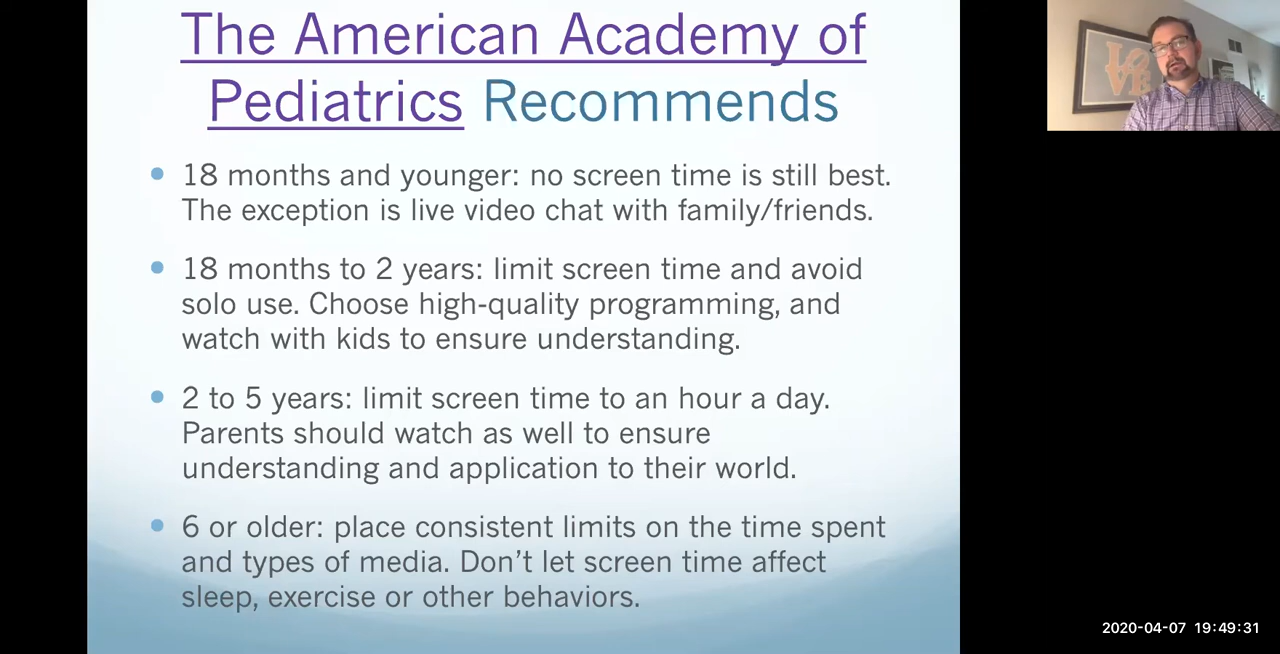 The American Academy of
Pediatrics Recommends
18 months and younger: no screen time is still best.
The exception is live video chat with family/friends.
18 months to 2 years: limit screen time and avoid
solo use. Choose high-quality programming, and
watch with kids to ensure understanding.
2 to 5 years: limit screen time to an hour a day.
Parents should watch as well to ensure
understanding and application to their world.
6 or older: place consistent limits on the time spent
and types of media. Don’t let screen time affect
sleep, exercise or other behaviors.
LOVE
2020-04-07 19:49:31